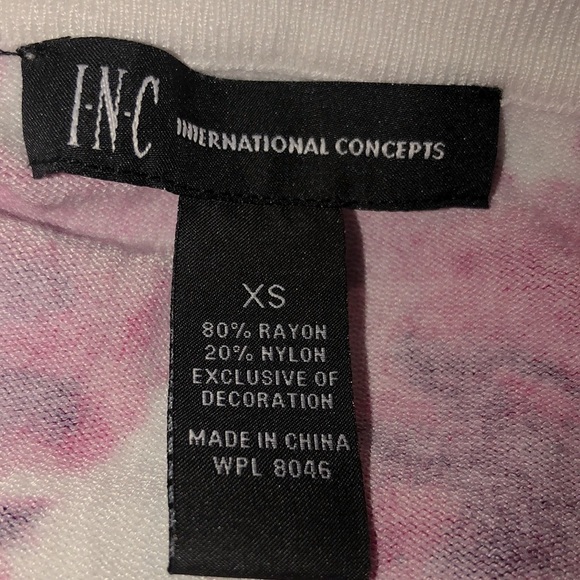 I·N·C INTERNATIONAL CONCEPTS
XS
80% RAYON
20% NYLON
EXCLUSIVE OF
DECORATION
MADE IN CHINA
WPL 8046